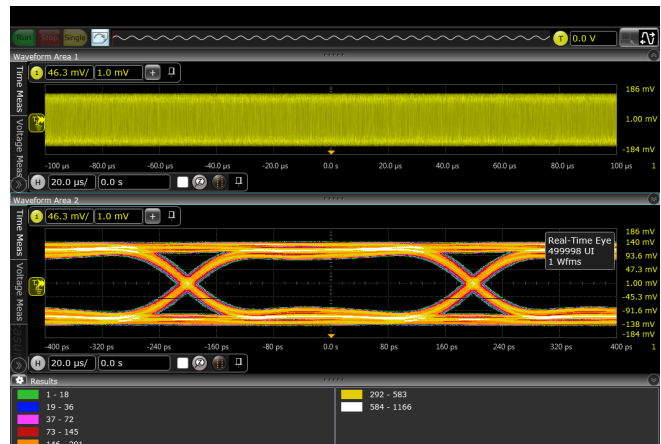 Run Stop Single T 0.0 V
Waveform Area 1
1 46.3 mV/ 1.0 mV +
Time Meas
Voltage Meas
186 mV
1.00 mV
-184 mV
-100 µs -80.0 µs -60.0 µs -40.0 µs -20.0 µs 0.0 s 20.0 µs 40.0 µs 60.0 µs 80.0 µs 100 µs 1
H 20.0 µs/ 0.0 s
Waveform Area 2
1 46.3 mV/ 1.0 mV +
Time Meas
Voltage Meas
186 mV
140 mV
93.6 mV
47.3 mV
1.00 mV
-45.3 mV
-91.6 mV
-138 mV
-184 mV
Real-Time Eye
499998 UI
1 Wfms
-400 ps -320 ps -240 ps -160 ps -80.0 ps 0.0 s 80.0 ps 160 ps 240 ps 320 ps 400 ps 1
H 20.0 µs/ 0.0 s
Results
1 - 18
19 - 36
37 - 72
73 - 145
146 - 291
292 - 583
584 - 1166